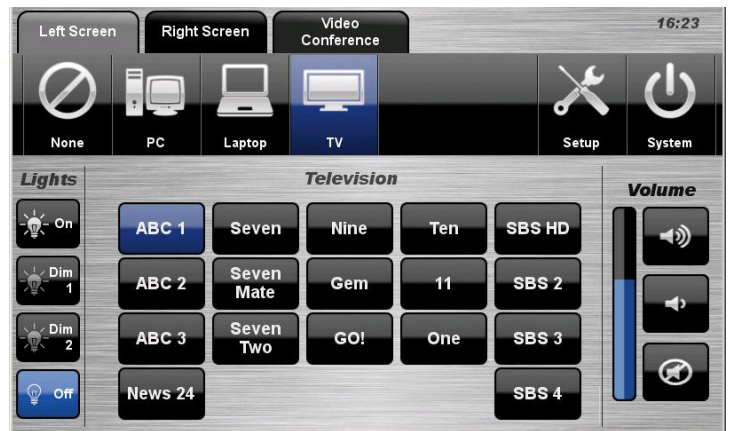 Left Screen
Right Screen
Video
Conference
16:23
None
PC
Laptop
TV
Setup
System
Lights
Television
Volume
On
Dim
1
Dim
2
Off
ABC 1
Seven
Nine
Ten
SBS HD
ABC 2
Seven
Mate
Gem
11
SBS 2
ABC 3
Seven
Two
GO!
One
SBS 3
News 24
SBS 4